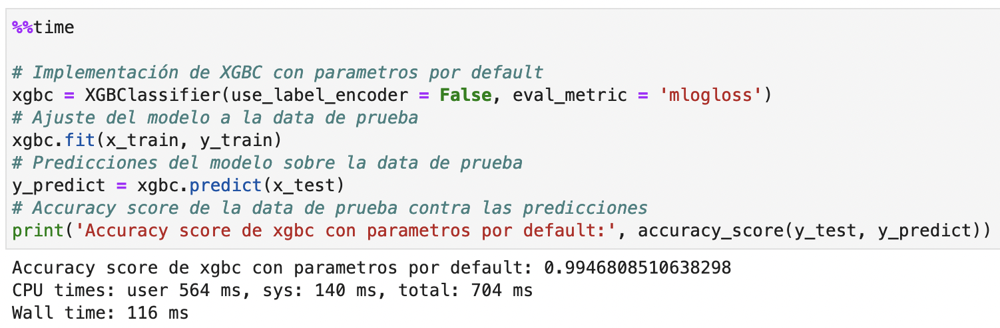 %%time
# Implementación de XGBC con parametros por default
xgbc = XGBClassifier(use_label_encoder = False, eval_metric = 'mlogloss')
# Ajuste del modelo a la data de prueba
xgbc.fit(x_train, y_train)
# Predicciones del modelo sobre la data de prueba
y_predict = xgbc.predict(x_test)
# Accuracy score de la data de prueba contra las predicciones
print('Accuracy score de xgbc con parametros por default:', accuracy_score(y_test, y_predict))
Accuracy score de xgbc con parametros por default: 0.9946808510638298
CPU times: user 564 ms, sys: 140 ms, total: 704 ms
Wall time: 116 ms